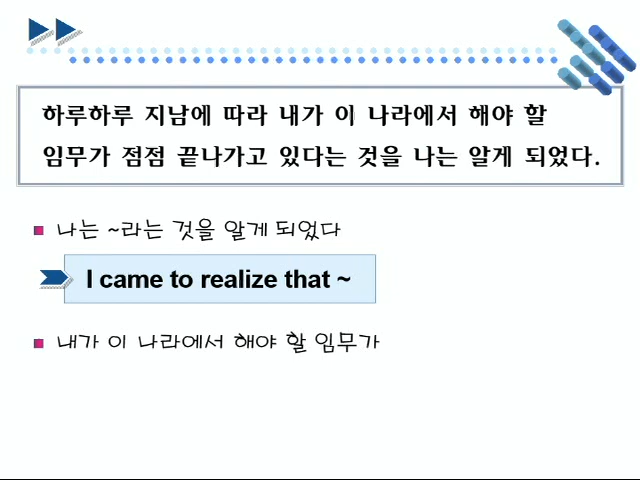 하루하루 지남에 따라 내가 이 나라에서 해야 할
임무가 점점 끝나가고 있다는 것을 나는 알게 되었다.
나는 ~라는 것을 알게 되었다
I came to realize that ~
내가 이 나라에서 해야 할 임무가